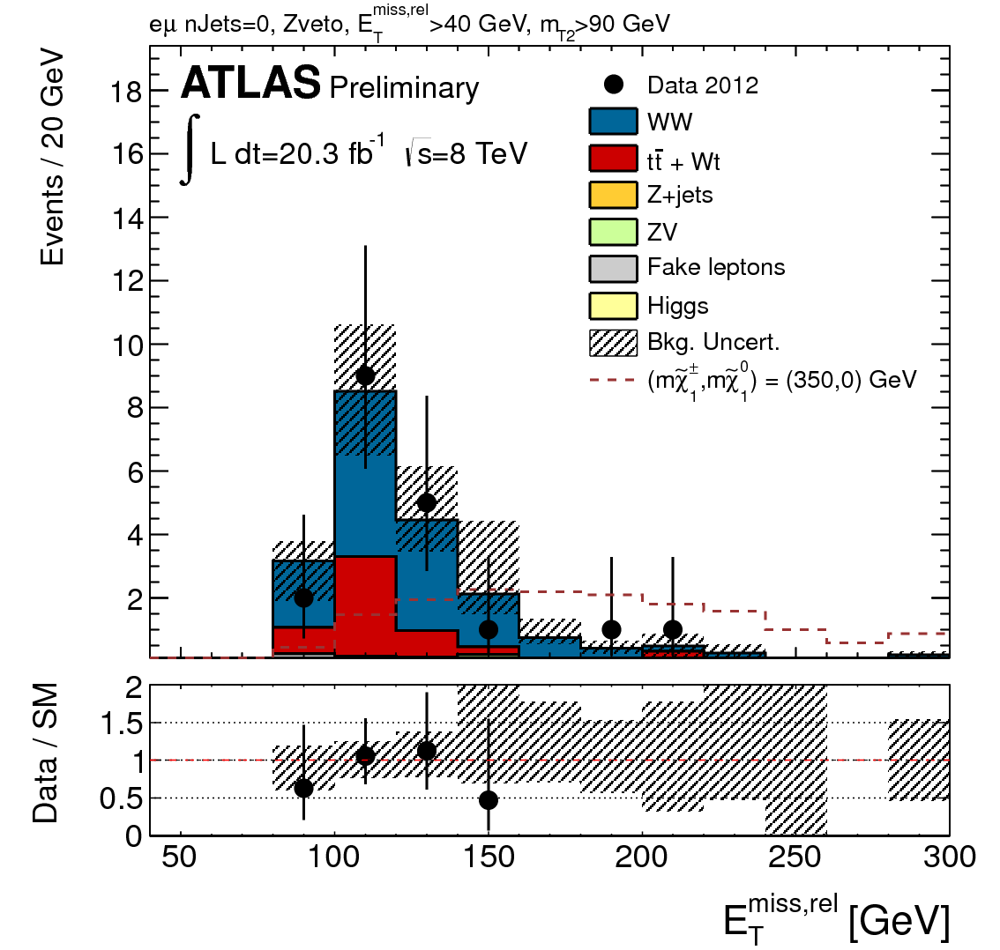 eμ nJets=0, Zveto, E_T^miss,rel>40 GeV, m_T2>90 GeV
Events / 20 GeV
18
16
14
12
10
8
6
4
2
ATLAS Preliminary
∫ L dt=20.3 fb^-1 √s=8 TeV
Data 2012
WW
tt̄ + Wt
Z+jets
ZV
Fake leptons
Higgs
Bkg. Uncert.
(mχ̃_1^±,mχ̃_1^0) = (350,0) GeV
Data / SM
2
1.5
1
0.5
0
50 100 150 200 250 300
E_T^miss,rel [GeV]